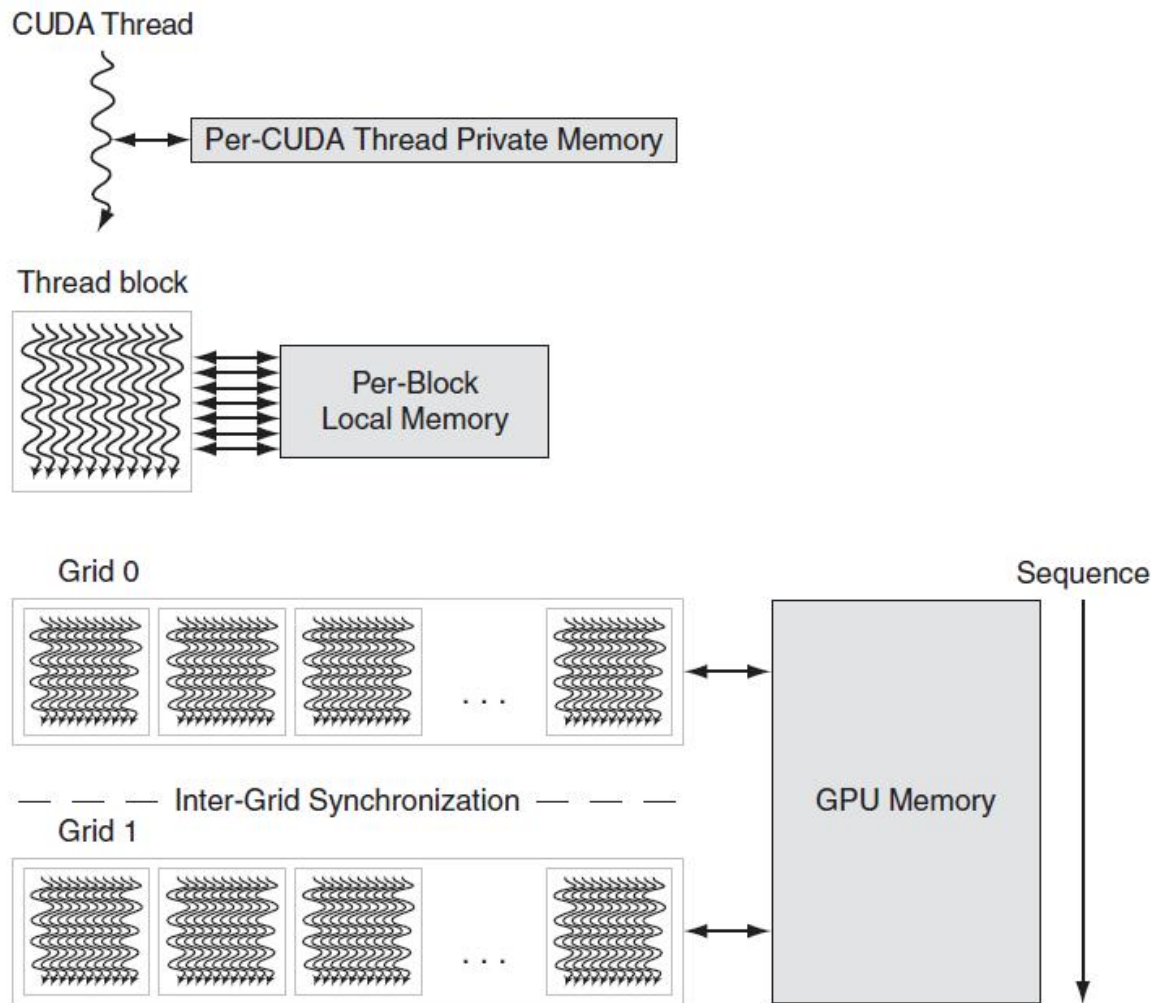 CUDA Thread
Per-CUDA Thread Private Memory
Thread block
Per-Block
Local Memory
Grid 0
Sequence
. . .
Inter-Grid Synchronization
GPU Memory
Grid 1
. . .